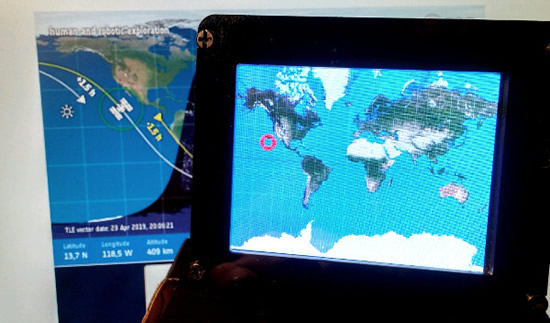 human and robotic exploration
+1.5 h
-1.5 h
TLE vector date: 23 Apr 2019, 20:06:21
Latitude Longitude Altitude
13,7 N 118,5 W 409 km